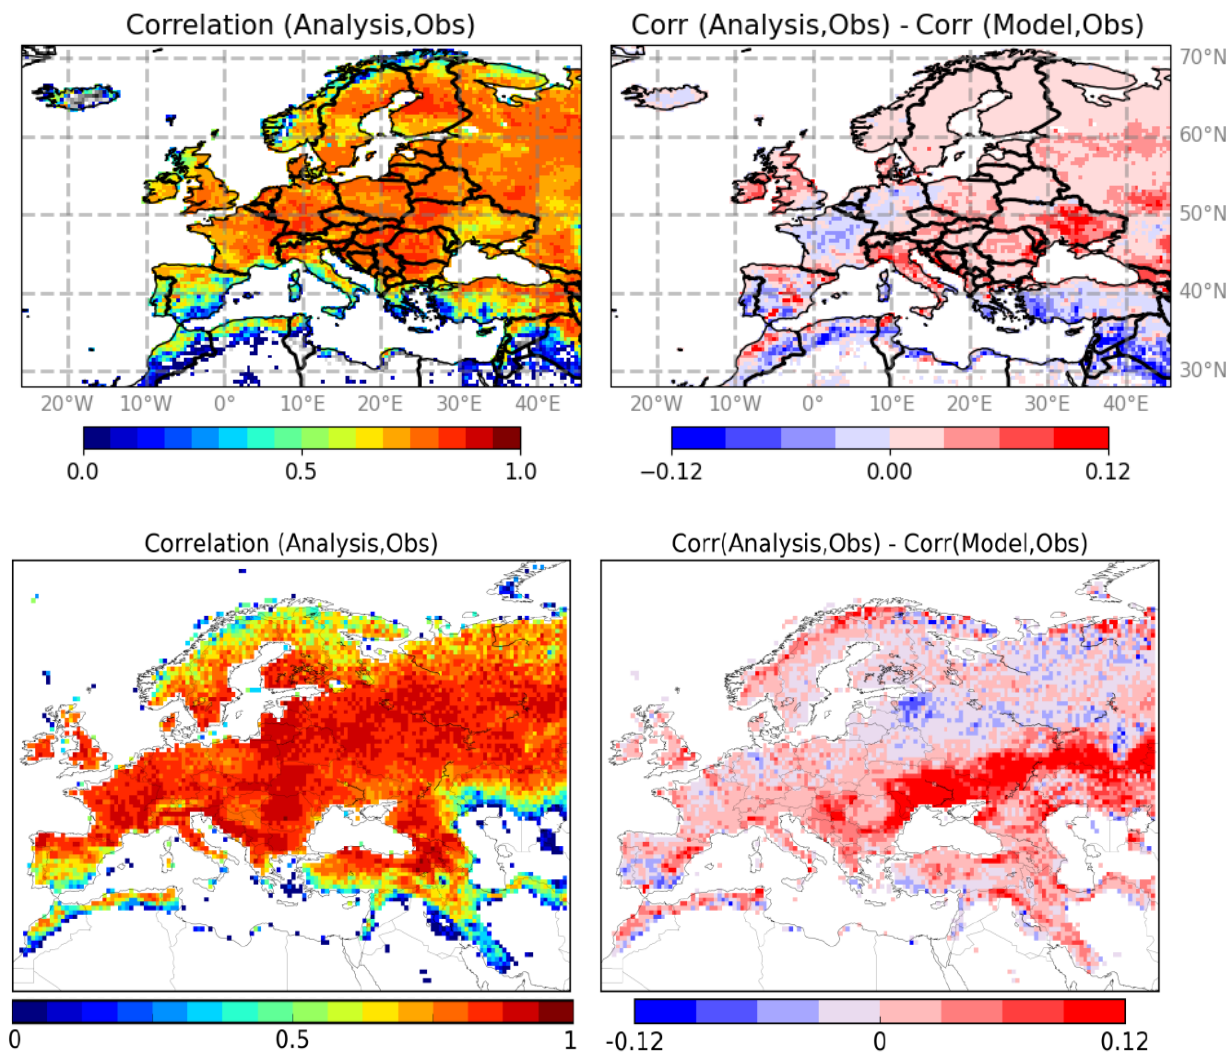 Correlation (Analysis,Obs)
Corr (Analysis,Obs) - Corr (Model,Obs)
70°N
60°N
50°N
40°N
30°N
20°W 10°W 0° 10°E 20°E 30°E 40°E
20°W 10°W 0° 10°E 20°E 30°E 40°E
0.0 0.5 1.0
−0.12 0.00 0.12
Correlation (Analysis,Obs)
Corr(Analysis,Obs) - Corr(Model,Obs)
0 0.5 1
-0.12 0 0.12